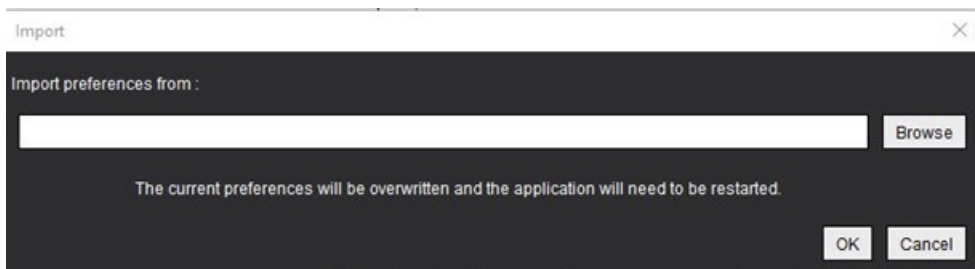 Import
Import preferences from :
Browse
The current preferences will be overwritten and the application will need to be restarted.
OK
Cancel